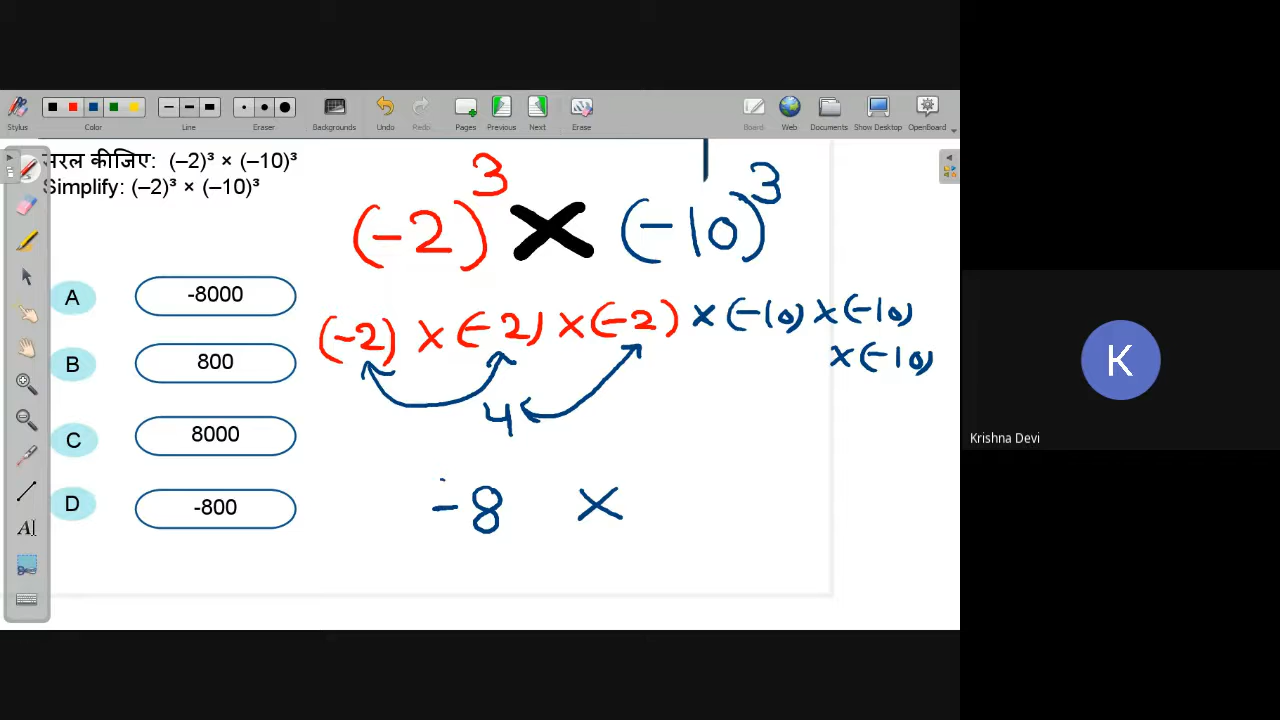 Stylus Color Line Eraser Backgrounds Undo Redo Pages Previous Next Erase Board Web Documents Show Desktop OpenBoard
सरल कीजिए: (–2)³ × (–10)³
Simplify: (–2)³ × (–10)³
(-2)³ × (-10)³
A -8000
B 800
C 8000
D -800
(-2) × (-2) × (-2) × (-10) × (-10)
× (-10)
4
-8 ×
K
Krishna Devi
AI